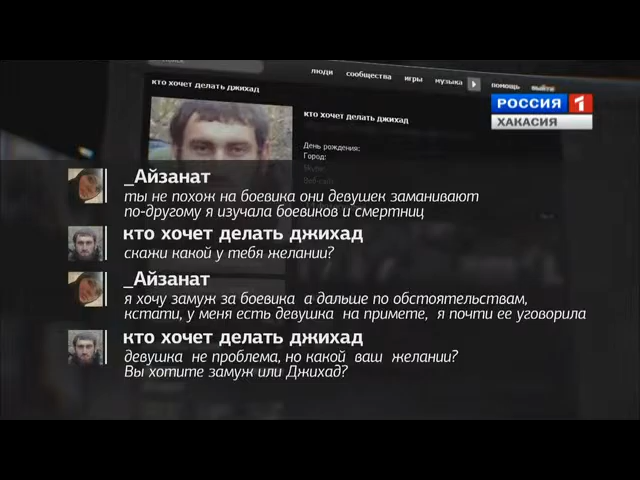 люди сообщества игры музыка помощь выйти
кто хочет делать джихад
РОССИЯ 1
ХАКАСИЯ
кто хочет делать джихад
День рождения:
Город:
_Айзанат
ты не похож на боевика они девушек заманивают
по-другому я изучала боевиков и смертниц
кто хочет делать джихад
скажи какой у тебя желании?
_Айзанат
я хочу замуж за боевика а дальше по обстоятельствам,
кстати, у меня есть девушка на примете, я почти ее уговорила
кто хочет делать джихад
девушка не проблема, но какой ваш желании?
Вы хотите замуж или Джихад?